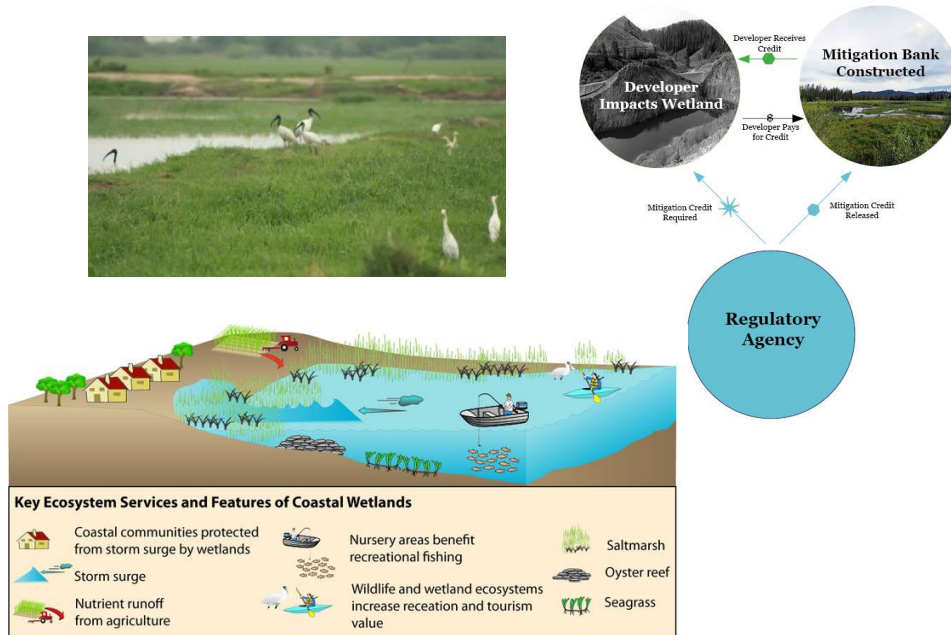 Developer Receives
Credit
Developer
Impacts Wetland
Mitigation Bank
Constructed
$
Developer Pays
for Credit
Mitigation Credit
Required
Mitigation Credit
Released
Regulatory
Agency
Key Ecosystem Services and Features of Coastal Wetlands
Coastal communities protected
from storm surge by wetlands
Storm surge
Nutrient runoff
from agriculture
Nursery areas benefit
recreational fishing
Wildlife and wetland ecosystems
increase receation and tourism
value
Saltmarsh
Oyster reef
Seagrass